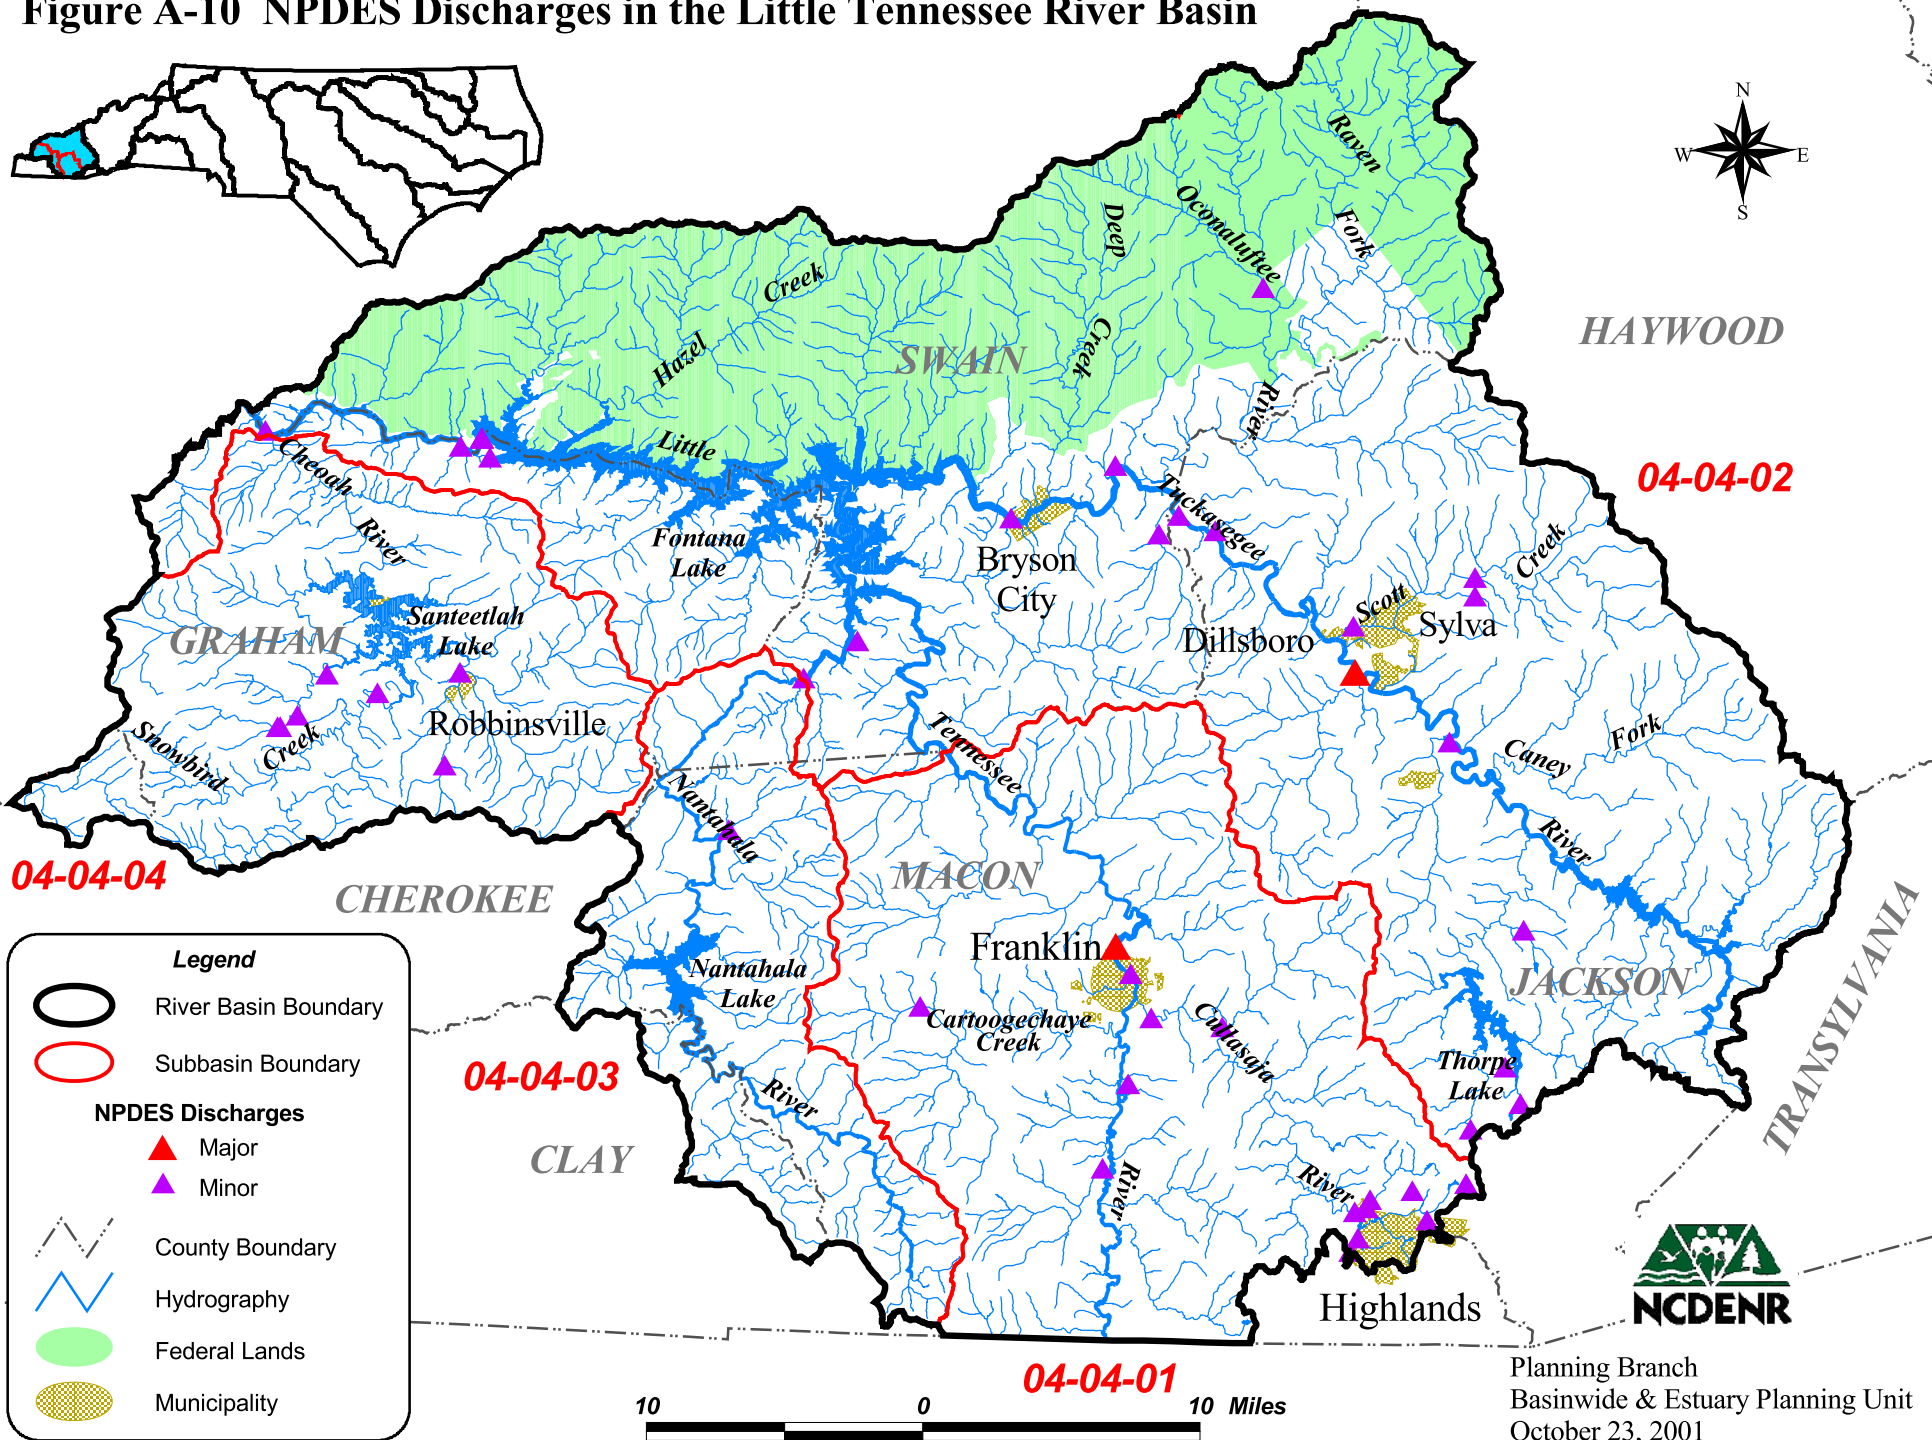 Figure A-10 NPDES Discharges in the Little Tennessee River Basin
N
W
E
S
Raven
Fork
Oconaluftee
River
Deep
Creek
Creek
Hazel
SWAIN
HAYWOOD
Little
Cheoah
River
04-04-02
Tuckasegee
Fontana
Lake
Bryson
City
Creek
Scott
Sylva
Dillsboro
Santeetlah
Lake
GRAHAM
Robbinsville
Snowbird
Creek
Tennessee
Caney
Fork
Nantahala
River
04-04-04
CHEROKEE
MACON
Franklin
Nantahala
Lake
Cartoogechaye
Creek
Cullasaja
JACKSON
TRANSYLVANIA
04-04-03
Thorpe
Lake
River
CLAY
River
River
Highlands
04-04-01
Legend
River Basin Boundary
Subbasin Boundary
NPDES Discharges
Major
Minor
County Boundary
Hydrography
Federal Lands
Municipality
10 0 10 Miles
NCDENR
Planning Branch
Basinwide & Estuary Planning Unit
October 23, 2001